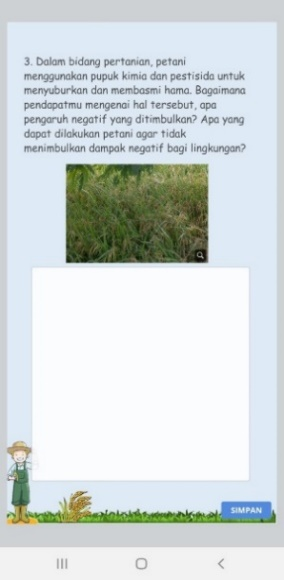 3. Dalam bidang pertanian, petani
menggunakan pupuk kimia dan pestisida untuk
menyuburkan dan membasmi hama. Bagaimana
pendapatmu mengenai hal tersebut, apa
pengaruh negatif yang ditimbulkan? Apa yang
dapat dilakukan petani agar tidak
menimbulkan dampak negatif bagi lingkungan?
SIMPAN